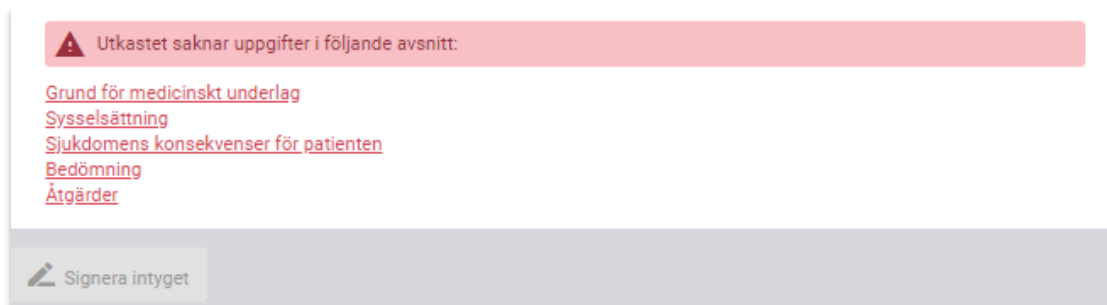 Utkastet saknar uppgifter i följande avsnitt:
Grund för medicinskt underlag
Sysselsättning
Sjukdomens konsekvenser för patienten
Bedömning
Åtgärder
Signera intyget